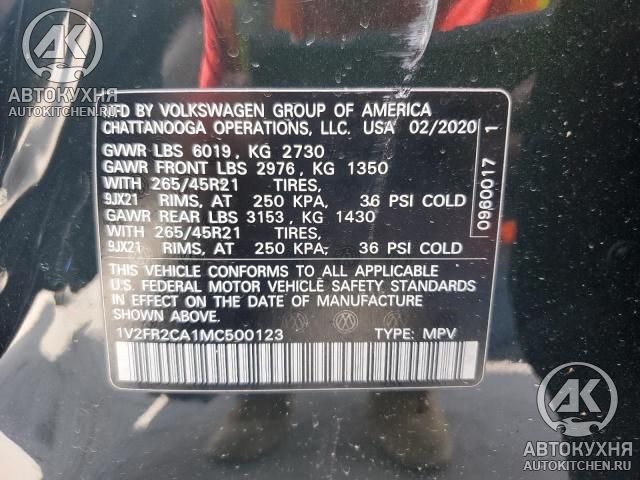 AK
АВТОКУХНЯ
AUTOKITCHEN.RU
MFD BY VOLKSWAGEN GROUP OF AMERICA
CHATTANOOGA OPERATIONS, LLC. USA 02/2020
GVWR LBS 6019, KG 2730
GAWR FRONT LBS 2976, KG 1350
WITH 265/45R21 TIRES,
9JX21 RIMS, AT 250 KPA, 36 PSI COLD
GAWR REAR LBS 3153, KG 1430
WITH 265/45R21 TIRES,
9JX21 RIMS, AT 250 KPA, 36 PSI COLD
THIS VEHICLE CONFORMS TO ALL APPLICABLE
U.S. FEDERAL MOTOR VEHICLE SAFETY STANDARDS
IN EFFECT ON THE DATE OF MANUFACTURE
SHOWN ABOVE
1V2FR2CA1MC500123 TYPE: MPV
0960017 1
AK
АВТОКУХНЯ
AUTOKITCHEN.RU